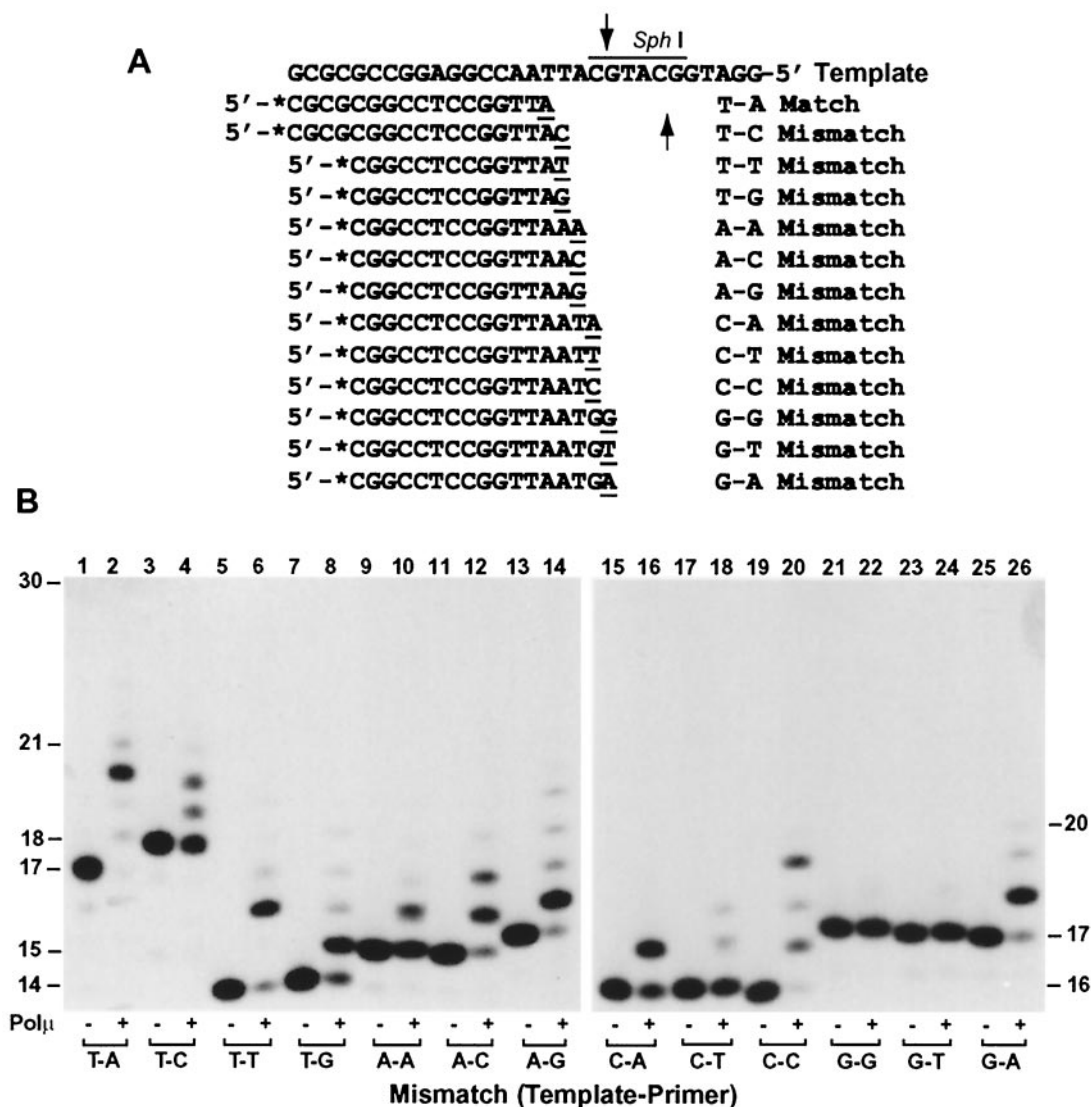 A
Sph I
GCGCGCCGGAGGCCAATTACGTACGGTAGG-5′ Template
5′-*CGCGCGGCCTCCGGTTA T-A Match
5′-*CGCGCGGCCTCCGGTTAC T-C Mismatch
5′-*CGGCCTCCGGTTAT T-T Mismatch
5′-*CGGCCTCCGGTTAG T-G Mismatch
5′-*CGGCCTCCGGTTAAA A-A Mismatch
5′-*CGGCCTCCGGTTAAC A-C Mismatch
5′-*CGGCCTCCGGTTAAG A-G Mismatch
5′-*CGGCCTCCGGTTAATA C-A Mismatch
5′-*CGGCCTCCGGTTAATT C-T Mismatch
5′-*CGGCCTCCGGTTAATC C-C Mismatch
5′-*CGGCCTCCGGTTAATGG G-G Mismatch
5′-*CGGCCTCCGGTTAATGT G-T Mismatch
5′-*CGGCCTCCGGTTAATGA G-A Mismatch
B
1 2 3 4 5 6 7 8 9 10 11 12 13 14 15 16 17 18 19 20 21 22 23 24 25 26
30
21
20
18
17
17
15
14
16
Polμ - + - + - + - + - + - + - + - + - + - + - + - + - +
T-A T-C T-T T-G A-A A-C A-G C-A C-T C-C G-G G-T G-A
Mismatch (Template-Primer)